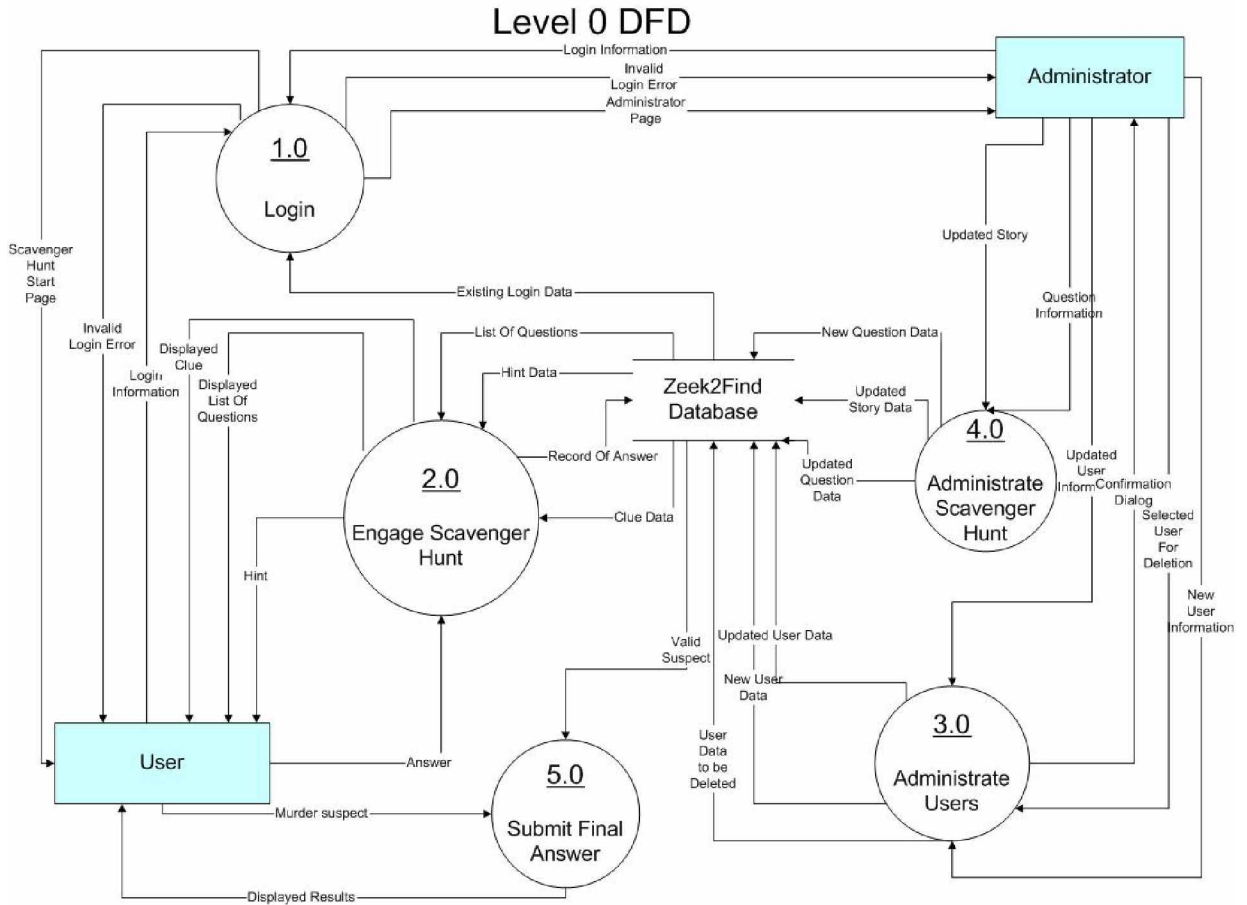 Level 0 DFD
Login Information
Invalid
Login Error
Administrator
Page
Administrator
1.0
Login
Scavenger
Hunt
Start
Page
Updated Story
Existing Login Data
Question
Information
Invalid
Login Error
Login
Information
Displayed
Clue
Displayed
List Of
Questions
List Of Questions
New Question Data
Hint Data
Zeek2Find
Database
Updated
Story Data
Record Of Answer
Updated
Question
Data
4.0
Administrate
Scavenger
Hunt
Updated
User
Confirmation
Dialog
Selected
User
For
Deletion
2.0
Engage Scavenger
Hunt
Clue Data
Hint
New
User
Information
Valid
Suspect
Updated User Data
New User
Data
User
Data
to be
Deleted
3.0
Administrate
Users
User
Answer
5.0
Submit Final
Answer
Murder suspect
Displayed Results